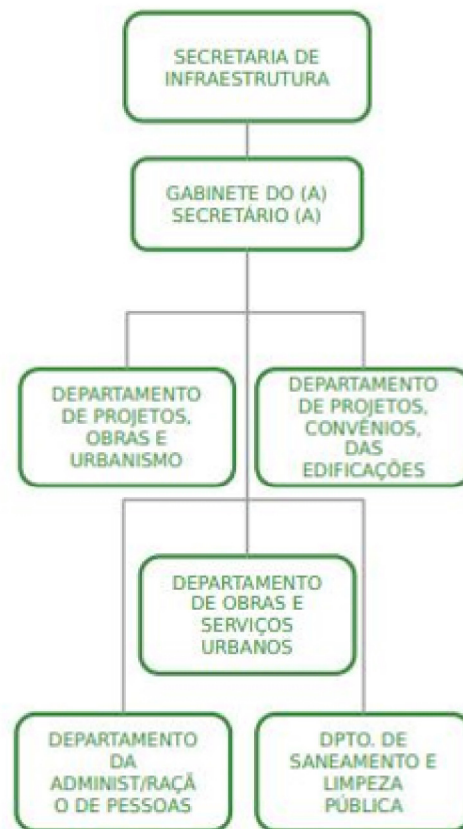 SECRETARIA DE
INFRAESTRUTURA
GABINETE DO (A)
SECRETÁRIO (A)
DEPARTAMENTO
DE PROJETOS,
OBRAS E
URBANISMO
DEPARTAMENTO
DE PROJETOS,
CONVÊNIOS,
DAS
EDIFICAÇÕES
DEPARTAMENTO
DE OBRAS E
SERVIÇOS
URBANOS
DEPARTAMENTO
DA
ADMINIST/RAÇÃ
O DE PESSOAS
DPTO. DE
SANEAMENTO E
LIMPEZA
PÚBLICA